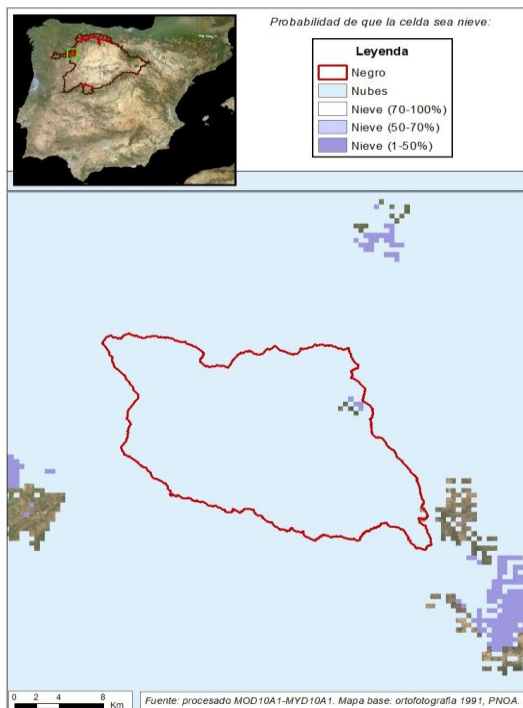 Probabilidad de que la celda sea nieve:
Leyenda
Negro
Nubes
Nieve (70-100%)
Nieve (50-70%)
Nieve (1-50%)
0 2 4 8
Km
Fuente: procesado MOD10A1-MYD10A1. Mapa base: ortofotografía 1991, PNOA.